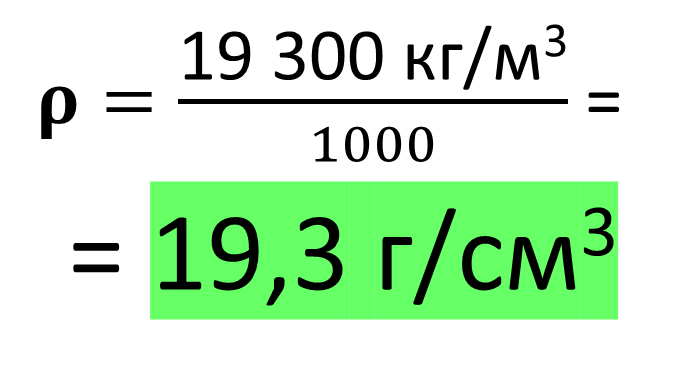 19 300 кг/м³
ρ = =
1000
= 19,3 г/см³